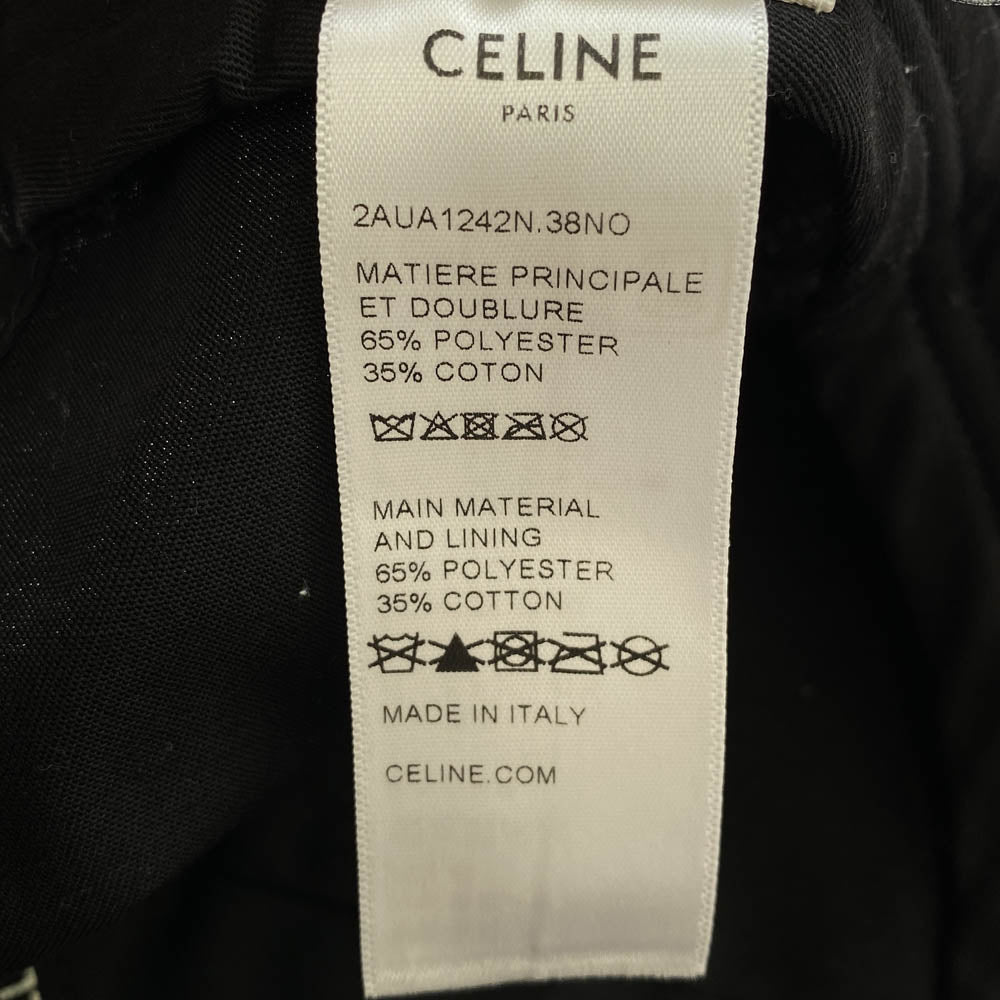 CELINE
PARIS
2AUA1242N.38NO
MATIERE PRINCIPALE
ET DOUBLURE
65% POLYESTER
35% COTON
MAIN MATERIAL
AND LINING
65% POLYESTER
35% COTTON
MADE IN ITALY
CELINE.COM